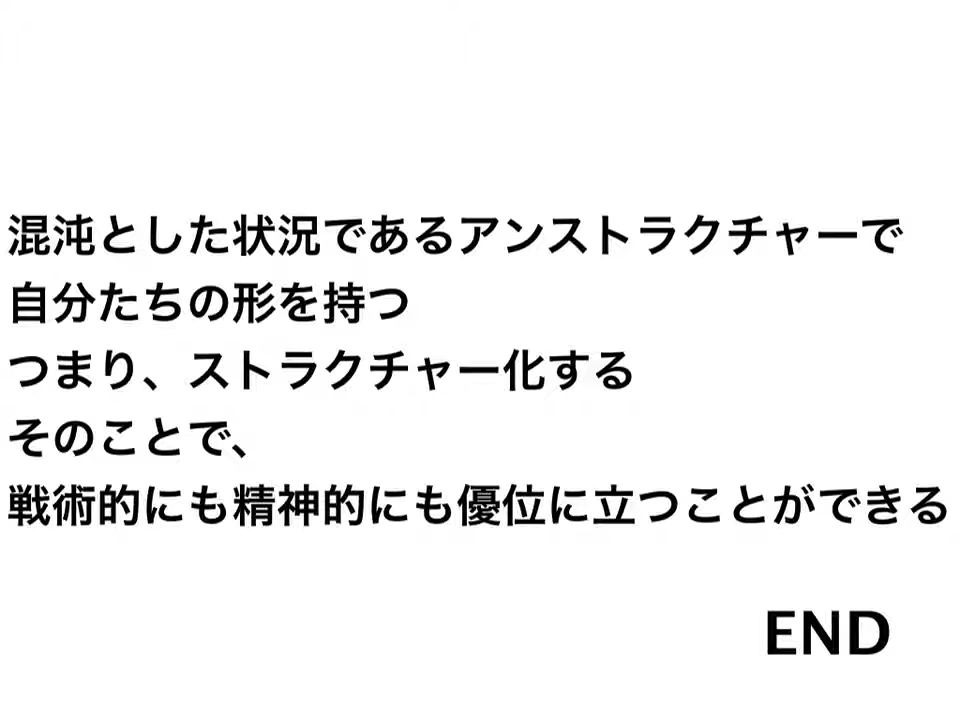 混沌とした状況であるアンストラクチャーで
自分たちの形を持つ
つまり、ストラクチャー化する
そのことで、
戦術的にも精神的にも優位に立つことができる
END